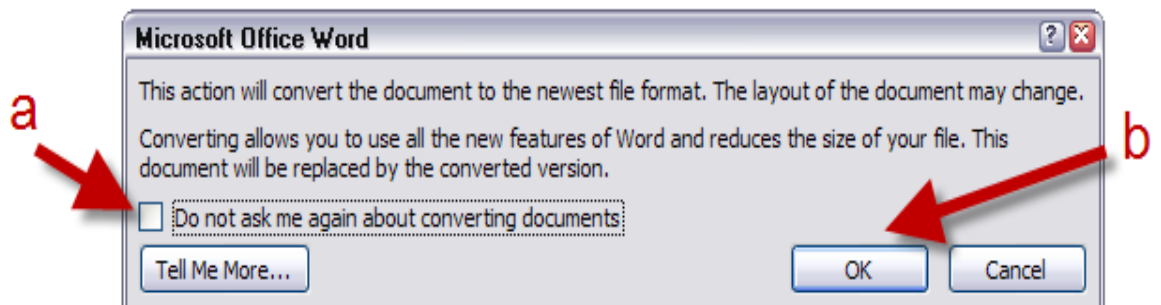 Microsoft Office Word
This action will convert the document to the newest file format. The layout of the document may change.
a
Converting allows you to use all the new features of Word and reduces the size of your file. This
document will be replaced by the converted version.
b
Do not ask me again about converting documents
Tell Me More...
OK
Cancel